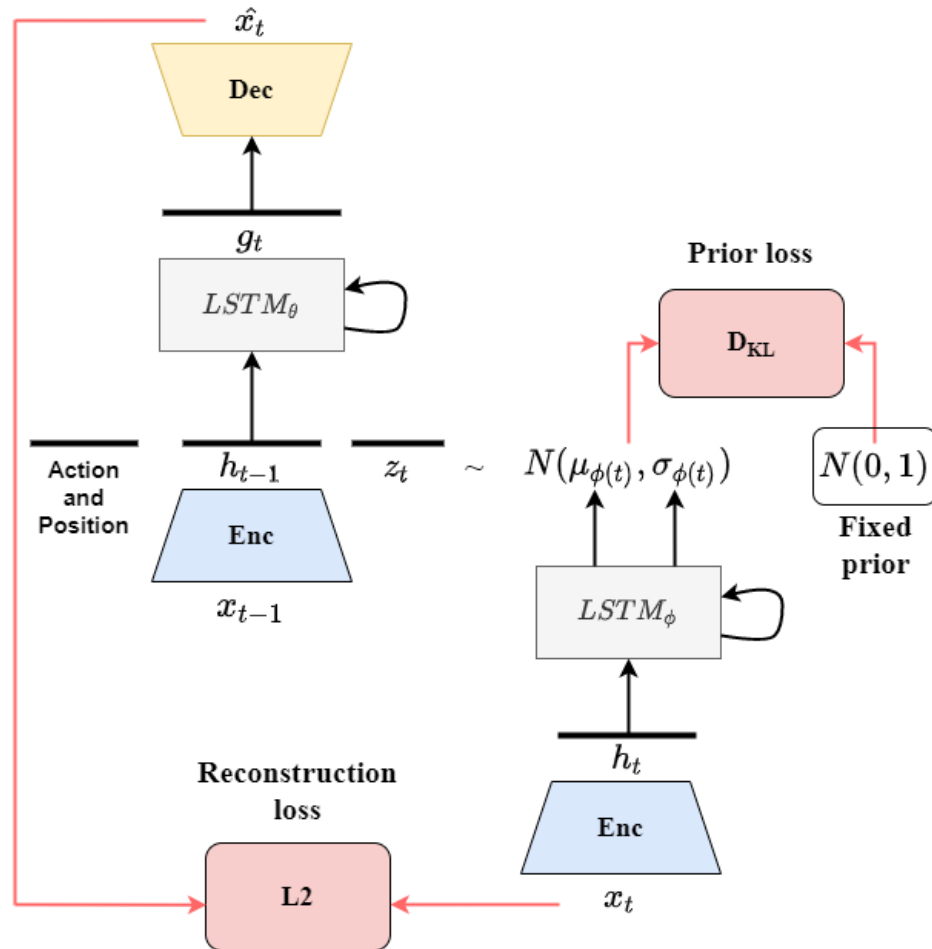 x̂_t
Dec
g_t
LSTM_θ
Prior loss
D_KL
Action
and
Position
h_{t-1}
z_t ~ N(μ_{ϕ(t)}, σ_{ϕ(t)})
N(0, 1)
Fixed
prior
Enc
x_{t-1}
LSTM_ϕ
h_t
Reconstruction
loss
Enc
L2
x_t